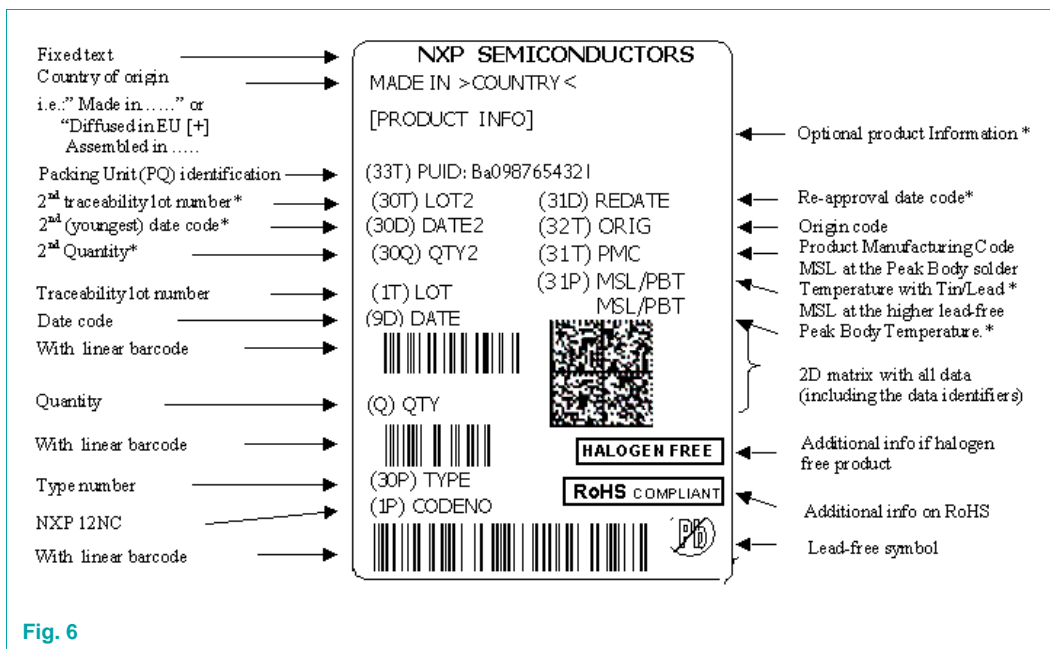 Fixed text
Country of origin
i.e.:" Made in......" or
"Diffused in EU [+]
Assembled in .....
Packing Unit (PQ) identification
2nd traceability lot number*
2nd (youngest) date code*
2nd Quantity*
Traceability lot number
Date code
With linear barcode
Quantity
With linear barcode
Type number
NXP 12NC
With linear barcode
NXP SEMICONDUCTORS
MADE IN >COUNTRY<
[PRODUCT INFO]
(33T) PUID: Ba0987654321
(30T) LOT2 (31D) REDATE
(30D) DATE2 (32T) ORIG
(30Q) QTY2 (31T) PMC
(31P) MSL/PBT
(1T) LOT MSL/PBT
(9D) DATE
(Q) QTY
HALOGEN FREE
(30P) TYPE
RoHS COMPLIANT
(1P) CODENO
Pb
Optional product Information *
Re-approval date code*
Origin code
Product Manufacturing Code
MSL at the Peak Body solder
Temperature with Tin/Lead *
MSL at the higher lead-free
Peak Body Temperature.*
2D matrix with all data
(including the data identifiers)
Additional info if halogen
free product
Additional info on RoHS
Lead-free symbol
Fig. 6